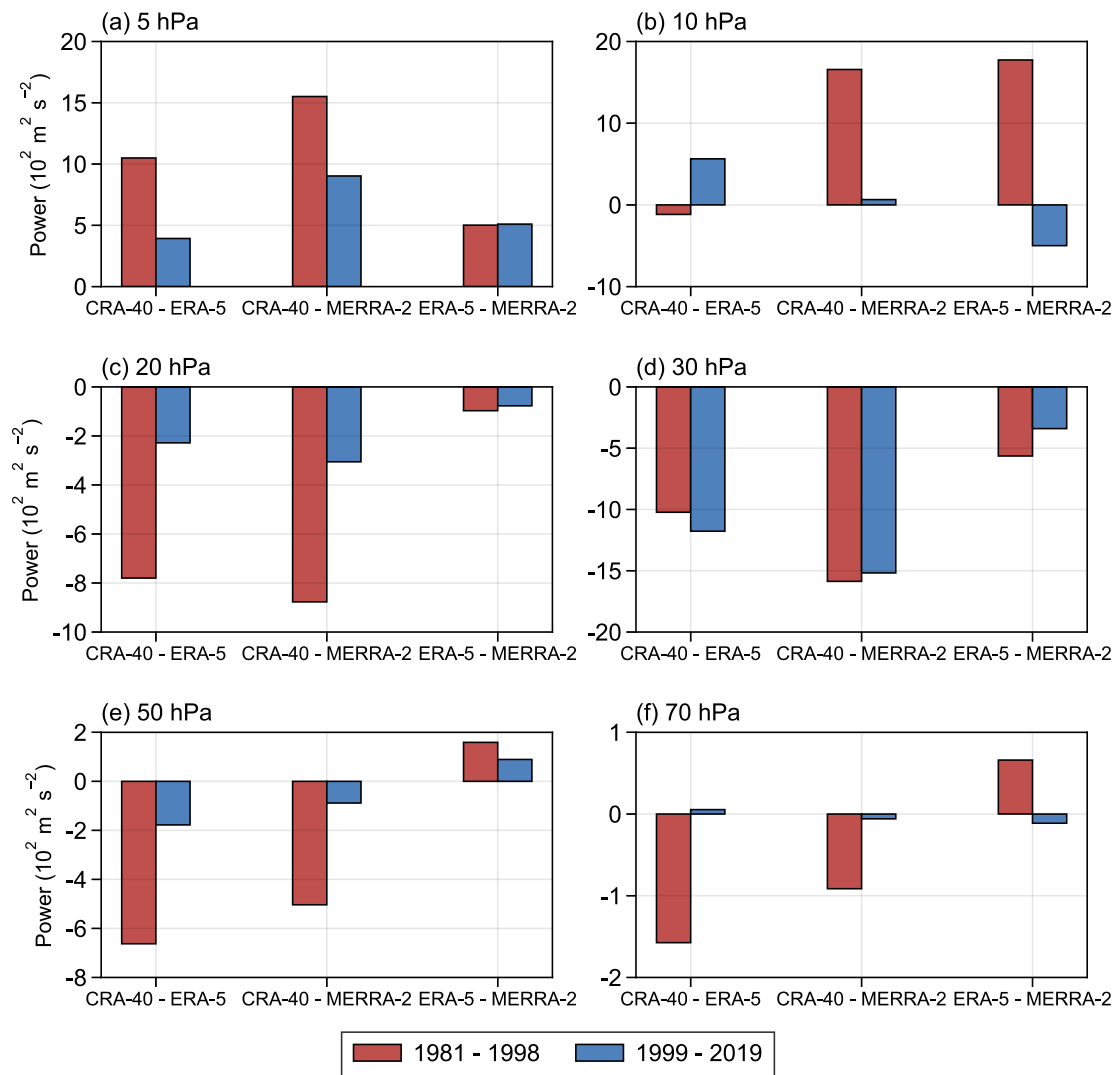 (a) 5 hPa
Power (10² m² s⁻²)
20
15
10
5
0
CRA-40 - ERA-5 CRA-40 - MERRA-2 ERA-5 - MERRA-2
(b) 10 hPa
20
10
0
-10
CRA-40 - ERA-5 CRA-40 - MERRA-2 ERA-5 - MERRA-2
(c) 20 hPa
Power (10² m² s⁻²)
0
-2
-4
-6
-8
-10
CRA-40 - ERA-5 CRA-40 - MERRA-2 ERA-5 - MERRA-2
(d) 30 hPa
0
-5
-10
-15
-20
CRA-40 - ERA-5 CRA-40 - MERRA-2 ERA-5 - MERRA-2
(e) 50 hPa
Power (10² m² s⁻²)
2
0
-2
-4
-6
-8
CRA-40 - ERA-5 CRA-40 - MERRA-2 ERA-5 - MERRA-2
(f) 70 hPa
1
0
-1
-2
CRA-40 - ERA-5 CRA-40 - MERRA-2 ERA-5 - MERRA-2
1981 - 1998 1999 - 2019